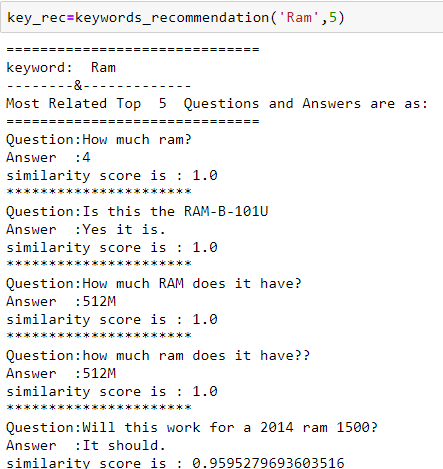 key_rec=keywords_recommendation('Ram',5)
==============================
keyword:  Ram
--------&-------------
Most Related Top  5  Questions and Answers are as:
==============================
Question:How much ram?
Answer  :4
similarity score is : 1.0
**********************
Question:Is this the RAM-B-101U
Answer  :Yes it is.
similarity score is : 1.0
**********************
Question:How much RAM does it have?
Answer  :512M
similarity score is : 1.0
**********************
Question:how much ram does it have??
Answer  :512M
similarity score is : 1.0
**********************
Question:Will this work for a 2014 ram 1500?
Answer  :It should.
similarity score is : 0.9595279693603516